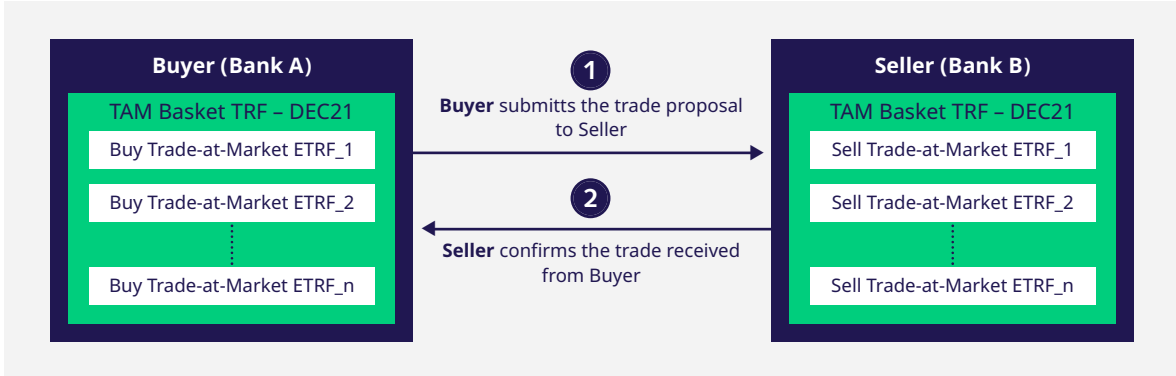 Buyer (Bank A)
TAM Basket TRF – DEC21
Buy Trade-at-Market ETRF_1
Buy Trade-at-Market ETRF_2
Buy Trade-at-Market ETRF_n
1
Buyer submitts the trade proposal
to Seller
2
Seller confirms the trade received
from Buyer
Seller (Bank B)
TAM Basket TRF – DEC21
Sell Trade-at-Market ETRF_1
Sell Trade-at-Market ETRF_2
Sell Trade-at-Market ETRF_n